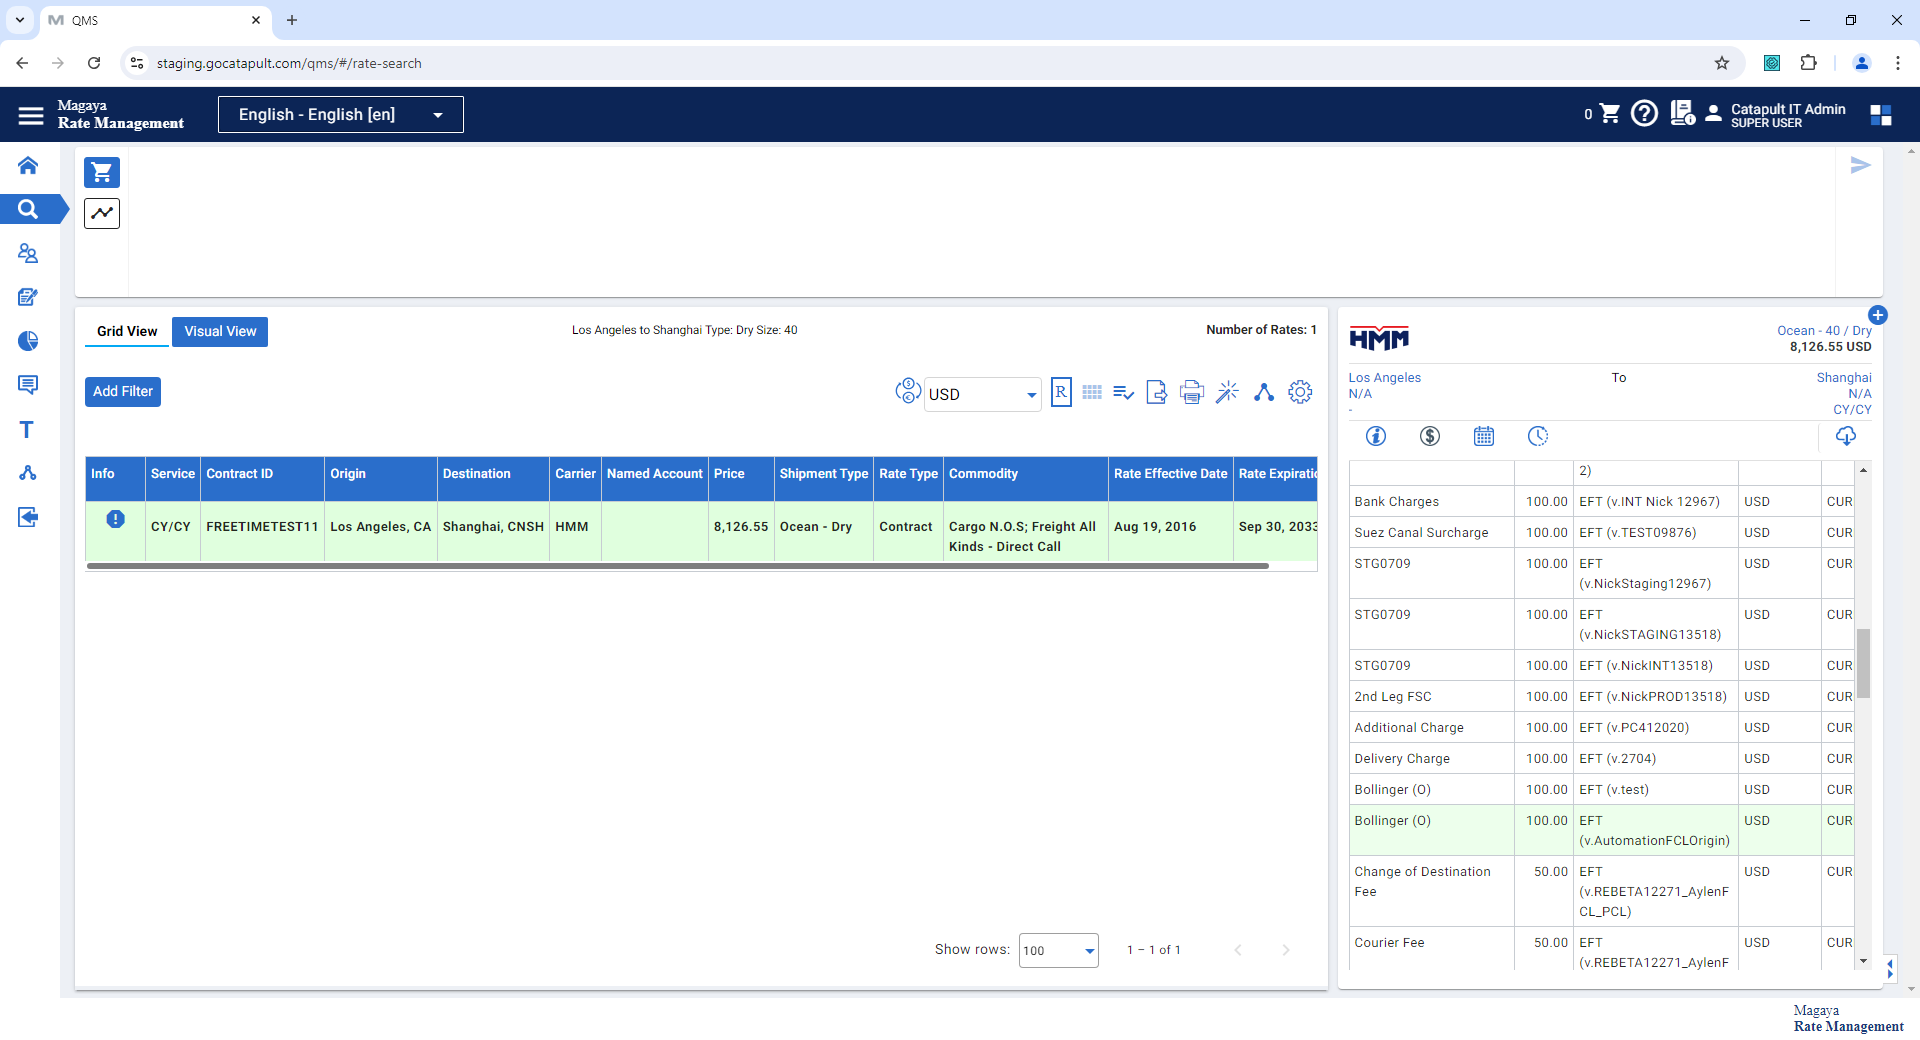 QMS
staging.gocatapult.com/qms/#/rate-search
Magaya
Rate Management
English - English [en]
0
Catapult IT Admin
SUPER USER
Grid View
Visual View
Los Angeles to Shanghai Type: Dry Size: 40
Number of Rates: 1
Add Filter
USD
R
Info Service Contract ID Origin Destination Carrier Named Account Price Shipment Type Rate Type Commodity Rate Effective Date Rate Expiratio
CY/CY FREETIMETEST11 Los Angeles, CA Shanghai, CNSH HMM 8,126.55 Ocean - Dry Contract Cargo N.O.S; Freight All Aug 19, 2016 Sep 30, 2033
Kinds - Direct Call
Show rows: 100 1 – 1 of 1
HMM
Ocean - 40 / Dry
8,126.55 USD
Los Angeles To Shanghai
N/A N/A
- CY/CY
2)
Bank Charges 100.00 EFT (v.INT Nick 12967) USD CUR
Suez Canal Surcharge 100.00 EFT (v.TEST09876) USD CUR
STG0709 100.00 EFT USD CUR
(v.NickStaging12967)
STG0709 100.00 EFT USD CUR
(v.NickSTAGING13518)
STG0709 100.00 EFT (v.NickINT13518) USD CUR
2nd Leg FSC 100.00 EFT (v.NickPROD13518) USD CUR
Additional Charge 100.00 EFT (v.PC412020) USD CUR
Delivery Charge 100.00 EFT (v.2704) USD CUR
Bollinger (O) 100.00 EFT (v.test) USD CUR
Bollinger (O) 100.00 EFT USD CUR
(v.AutomationFCLOrigin)
Change of Destination 50.00 EFT USD CUR
Fee (v.REBETA12271_AylenF
CL_PCL)
Courier Fee 50.00 EFT USD CUR
(v.REBETA12271_AylenF
Magaya
Rate Management